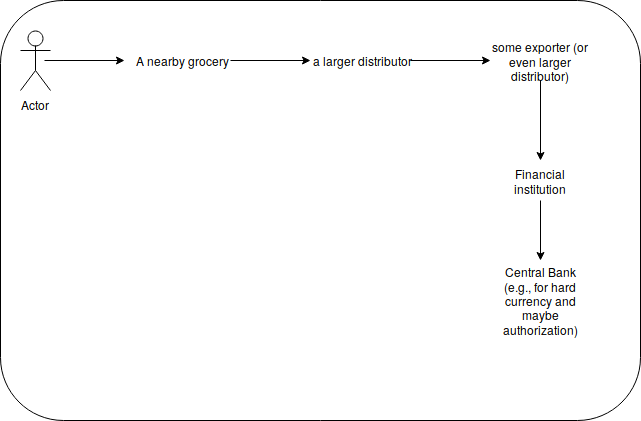 A nearby grocery
a larger distributor
some exporter (or
even larger
distributor)
Actor
Financial
institution
Central Bank
(e.g., for hard
currency and
maybe
authorization)